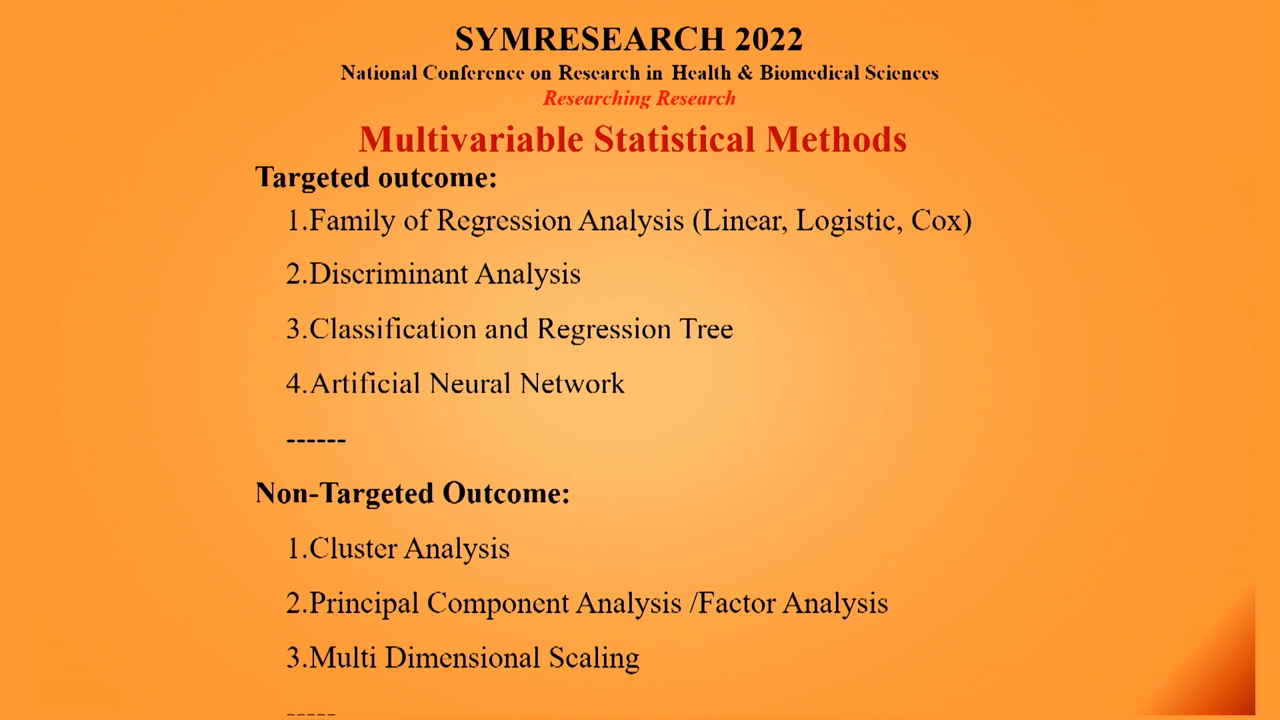 SYMRESEARCH 2022
National Conference on Research in Health & Biomedical Sciences
Researching Research
Multivariable Statistical Methods
Targeted outcome:
1.Family of Regression Analysis (Linear, Logistic, Cox)
2.Discriminant Analysis
3.Classification and Regression Tree
4.Artificial Neural Network
------
Non-Targeted Outcome:
1.Cluster Analysis
2.Principal Component Analysis /Factor Analysis
3.Multi Dimensional Scaling
-----